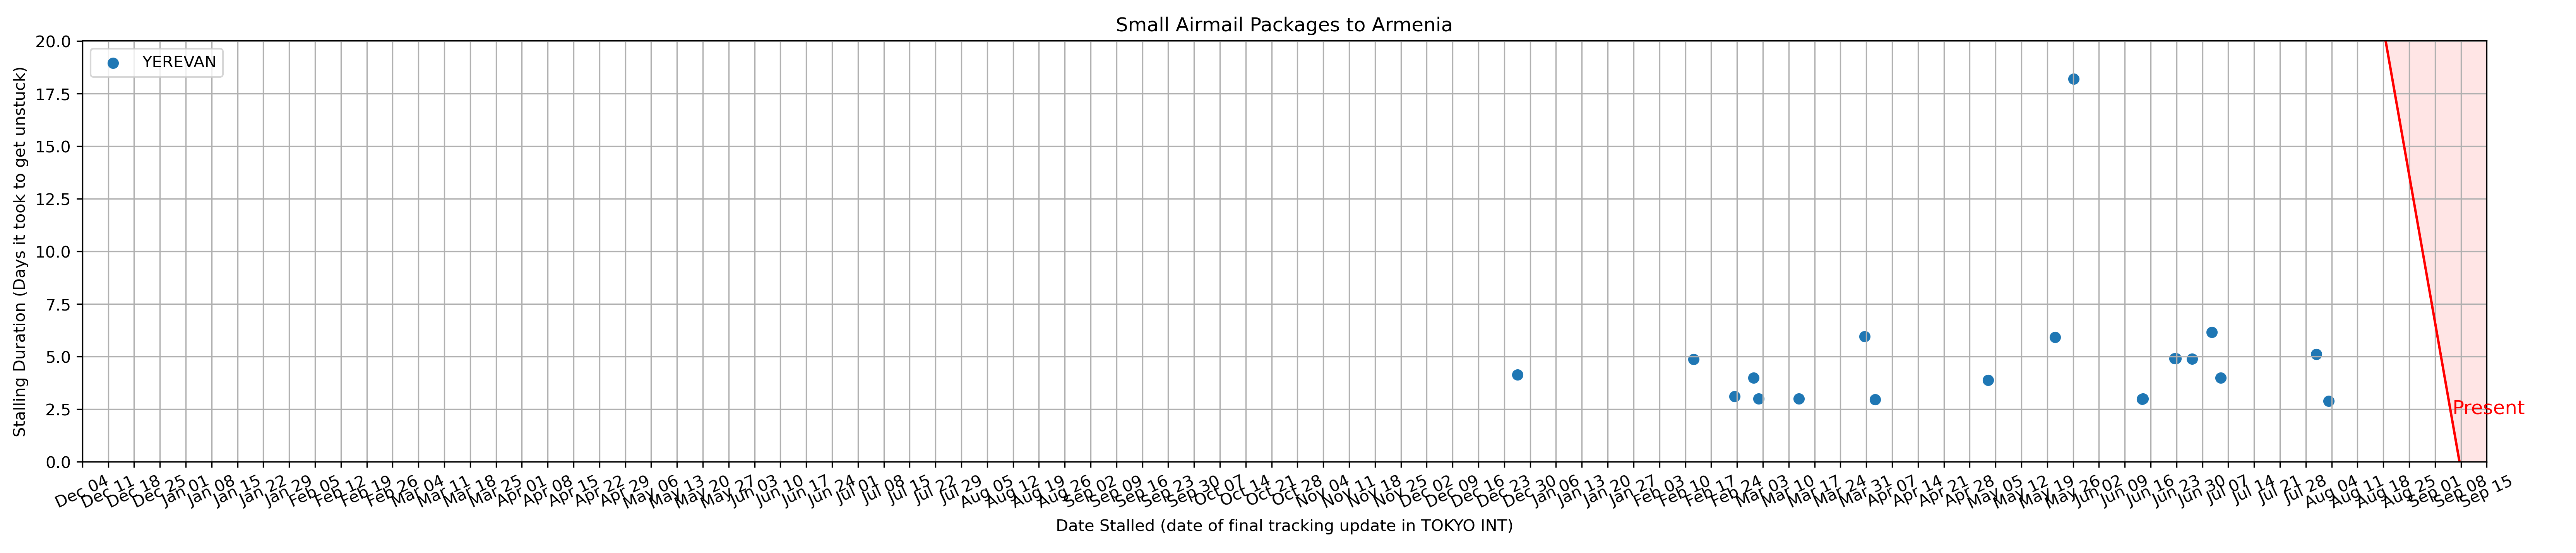 Small Airmail Packages to Armenia
YEREVAN
Stalling Duration (Days it took to get unstuck)
20.0
17.5
15.0
12.5
10.0
7.5
5.0
2.5
0.0
Present
Dec 04 Dec 11 Dec 18 Dec 25 Jan 01 Jan 08 Jan 15 Jan 22 Jan 29 Feb 05 Feb 12 Feb 19 Feb 26 Mar 04 Mar 11 Mar 18 Mar 25 Apr 01 Apr 08 Apr 15 Apr 22 Apr 29 May 06 May 13 May 20 May 27 Jun 03 Jun 10 Jun 17 Jun 24 Jul 01 Jul 08 Jul 15 Jul 22 Jul 29 Aug 05 Aug 12 Aug 19 Aug 26 Sep 02 Sep 09 Sep 16 Sep 23 Sep 30 Oct 07 Oct 14 Oct 21 Oct 28 Nov 04 Nov 11 Nov 18 Nov 25 Dec 02 Dec 09 Dec 16 Dec 23 Dec 30 Jan 06 Jan 13 Jan 20 Jan 27 Feb 03 Feb 10 Feb 17 Feb 24 Mar 03 Mar 10 Mar 17 Mar 24 Mar 31 Apr 07 Apr 14 Apr 21 Apr 28 May 05 May 12 May 19 May 26 Jun 02 Jun 09 Jun 16 Jun 23 Jun 30 Jul 07 Jul 14 Jul 21 Jul 28 Aug 04 Aug 11 Aug 18 Aug 25 Sep 01 Sep 08 Sep 15
Date Stalled (date of final tracking update in TOKYO INT)